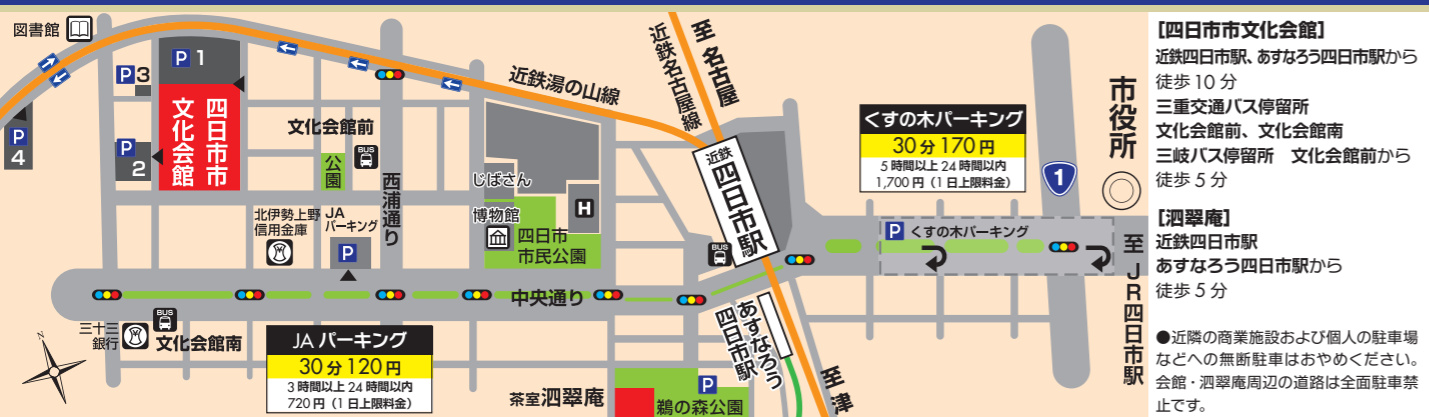 図書館
P 1
P 3
P 2
P 4
四日市市
文化会館
文化会館前
BUS
公園
西浦通り
近鉄湯の山線
近鉄名古屋線
至 名古屋
近鉄
四日市駅
じばさん
博物館
H
四日市
市民公園
北伊勢上野
信用金庫
JA
パーキング
P
BUS
中央通り
くすの木パーキング
30分170円
5時間以上24時間以内
1,700円(1日上限料金)
P くすの木パーキング
1
市役所
至 JR四日市駅
三十三
銀行
BUS
文化会館南
N
JAパーキング
30分120円
3時間以上24時間以内
720円(1日上限料金)
あすなろう
四日市駅
茶室泗翠庵
P
鵜の森公園
至 津
[四日市市文化会館]
近鉄四日市駅、あすなろう四日市駅から
徒歩10分
三重交通バス停留所
文化会館前、文化会館南
三岐バス停留所 文化会館前から
徒歩5分
[泗翠庵]
近鉄四日市駅
あすなろう四日市駅から
徒歩5分
●近隣の商業施設および個人の駐車場
などへの無断駐車はおやめください。
会館・泗翠庵周辺の道路は全面駐車禁
止です。